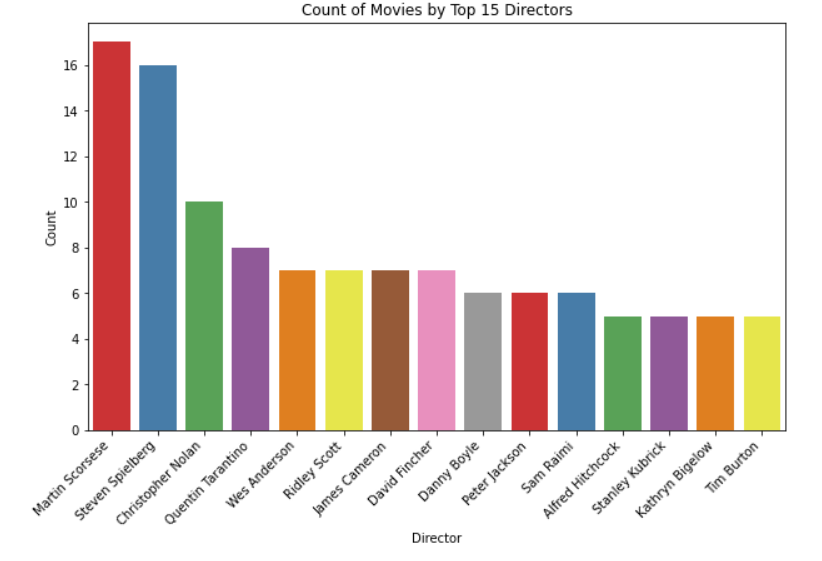 Count of Movies by Top 15 Directors
Count
16
14
12
10
8
6
4
2
0
Martin Scorsese
Steven Spielberg
Christopher Nolan
Quentin Tarantino
Wes Anderson
Ridley Scott
James Cameron
David Fincher
Danny Boyle
Peter Jackson
Sam Raimi
Alfred Hitchcock
Stanley Kubrick
Kathryn Bigelow
Tim Burton
Director